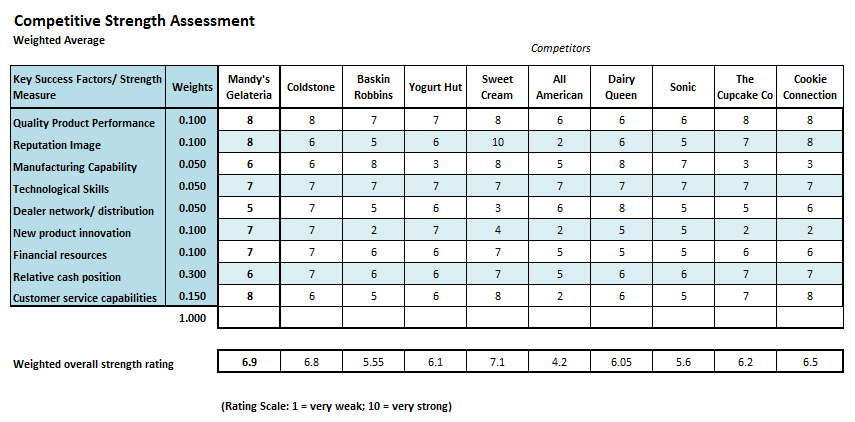 Competitive Strength Assessment
Weighted Average
Competitors
Key Success Factors/ Strength Measure Weights Mandy's Gelateria Coldstone Baskin Robbins Yogurt Hut Sweet Cream All American Dairy Queen Sonic The Cupcake Co Cookie Connection
Quality Product Performance 0.100 8 8 7 7 8 6 6 6 8 8
Reputation Image 0.100 8 6 5 6 10 2 6 5 7 8
Manufacturing Capability 0.050 6 6 8 3 8 5 8 7 3 3
Technological Skills 0.050 7 7 7 7 7 7 7 7 7 7
Dealer network/ distribution 0.050 5 7 5 6 3 6 8 5 5 6
New product innovation 0.100 7 7 2 7 4 2 5 5 2 2
Financial resources 0.100 7 7 6 6 7 5 5 5 6 6
Relative cash position 0.300 6 7 6 6 7 5 6 6 7 7
Customer service capabilities 0.150 8 6 5 6 8 2 6 5 7 8
1.000
Weighted overall strength rating 6.9 6.8 5.55 6.1 7.1 4.2 6.05 5.6 6.2 6.5
(Rating Scale: 1 = very weak; 10 = very strong)